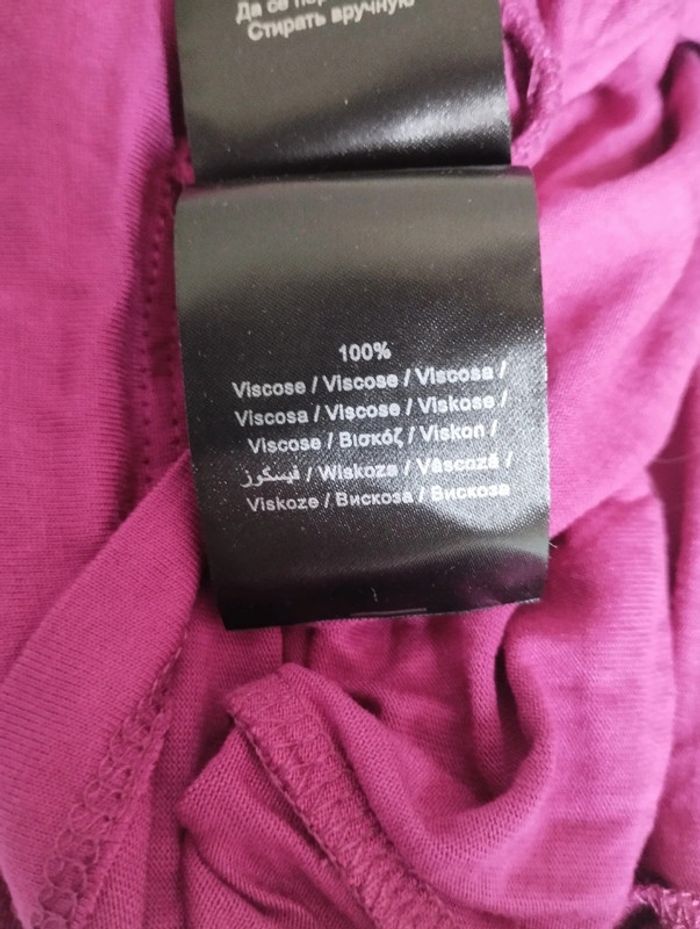 Да се
Стирать вручную
100%
Viscose / Viscose / Viscosa /
Viscosa / Viscose / Viskose /
Viscose / Βισκόζ / Viskon /
فيسكوز / Wiskoza / Vâscoză /
Viskoze / Вискоза / Вискоза